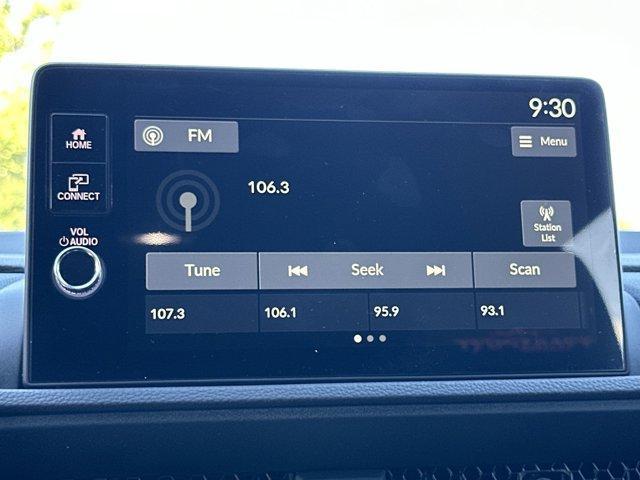 9:30
FM
Menu
HOME
CONNECT
106.3
Station
List
VOL
AUDIO
Tune
Seek
Scan
107.3
106.1
95.9
93.1